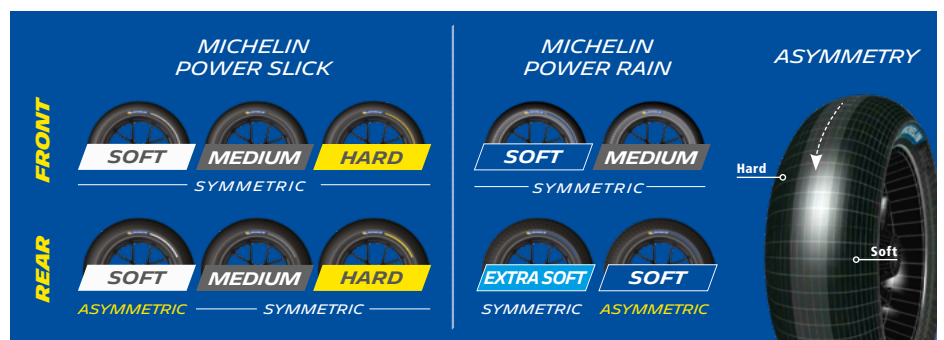 MICHELIN
POWER SLICK
MICHELIN
POWER RAIN
ASYMMETRY
FRONT
SOFT
MEDIUM
HARD
SYMMETRIC
SOFT
MEDIUM
SYMMETRIC
Hard
Soft
REAR
SOFT
MEDIUM
HARD
ASYMMETRIC
SYMMETRIC
EXTRA SOFT
SOFT
SYMMETRIC
ASYMMETRIC